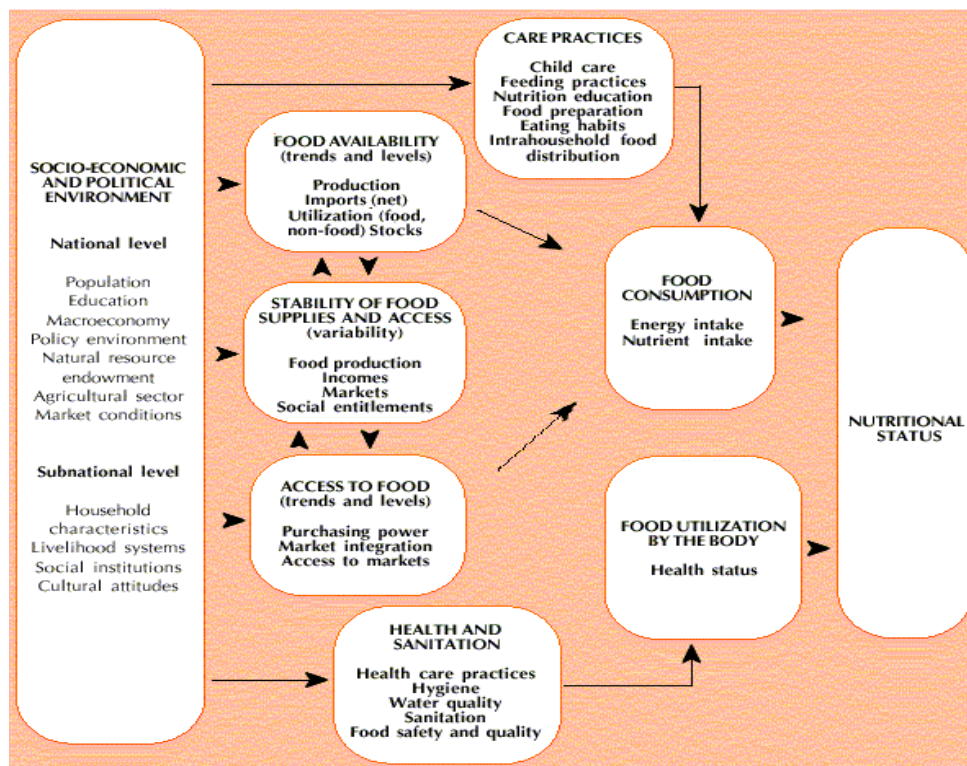 SOCIO-ECONOMIC
AND POLITICAL
ENVIRONMENT
National level
Population
Education
Macroeconomy
Policy environment
Natural resource
endowment
Agricultural sector
Market conditions
Subnational level
Household
characteristics
Livelihood systems
Social institutions
Cultural attitudes
CARE PRACTICES
Child care
Feeding practices
Nutrition education
Food preparation
Eating habits
Intrahousehold food
distribution
FOOD AVAILABILITY
(trends and levels)
Production
Imports (net)
Utilization (food,
non-food) Stocks
STABILITY OF FOOD
SUPPLIES AND ACCESS
(variability)
Food production
Incomes
Markets
Social entitlements
ACCESS TO FOOD
(trends and levels)
Purchasing power
Market integration
Access to markets
HEALTH AND
SANITATION
Health care practices
Hygiene
Water quality
Sanitation
Food safety and quality
FOOD
CONSUMPTION
Energy intake
Nutrient intake
FOOD UTILIZATION
BY THE BODY
Health status
NUTRITIONAL
STATUS